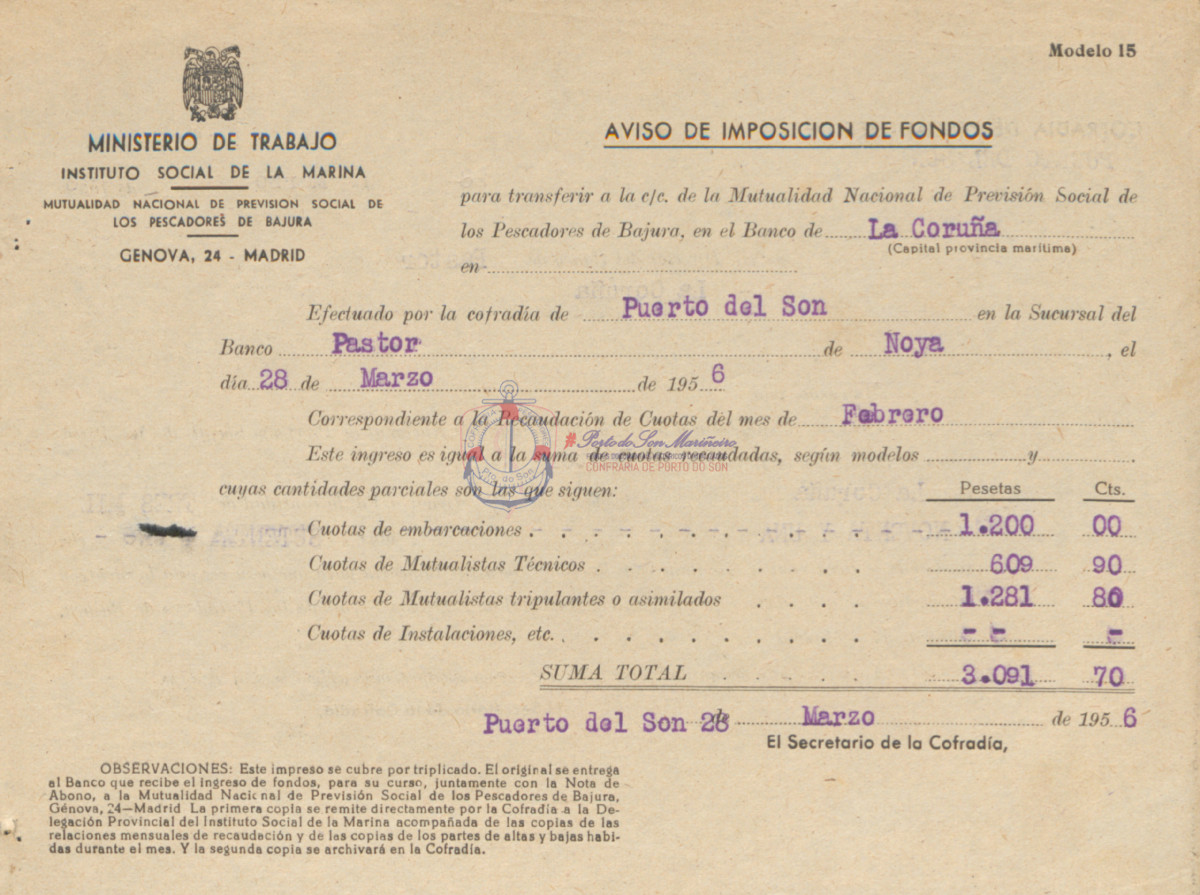 Modelo 15
MINISTERIO DE TRABAJO
INSTITUTO SOCIAL DE LA MARINA
MUTUALIDAD NACIONAL DE PREVISION SOCIAL DE
LOS PESCADORES DE BAJURA
GENOVA, 24 - MADRID
AVISO DE IMPOSICION DE FONDOS
para transferir a la c/c. de la Mutualidad Nacional de Previsión Social de
los Pescadores de Bajura, en el Banco de La Coruña
(Capital provincia marítima)
en
Efectuado por la cofradía de Puerto del Son en la Sucursal del
Banco Pastor de Noya, el
día 28 de Marzo de 1956
Correspondiente a la Recaudación de Cuotas del mes de Febrero
#Porto do Son Mariñeiro
Este ingreso es igual a la suma de cuotas recaudadas, según modelos y
CONFRARÍA DE PORTO DO SON
Pto. do Son
cuyas cantidades parciales son las que siguen: Pesetas Cts.
Cuotas de embarcaciones 1.200 00
Cuotas de Mutualistas Técnicos 609 90
Cuotas de Mutualistas tripulantes o asimilados 1.281 80
Cuotas de Instalaciones, etc. - - -
SUMA TOTAL 3.091 70
Puerto del Son 28 de Marzo de 1956
El Secretario de la Cofradía,
OBSERVACIONES: Este impreso se cubre por triplicado. El original se entrega
al Banco que recibe el ingreso de fondos, para su curso, juntamente con la Nota de
Abono, a la Mutualidad Nacional de Previsión Social de los Pescadores de Bajura,
Génova, 24—Madrid La primera copia se remite directamente por la Cofradía a la De-
legación Provincial del Instituto Social de la Marina acompañada de las copias de las
relaciones mensuales de recaudación y de las copias de los partes de altas y bajas habi-
das durante el mes. Y la segunda copia se archivará en la Cofradía.